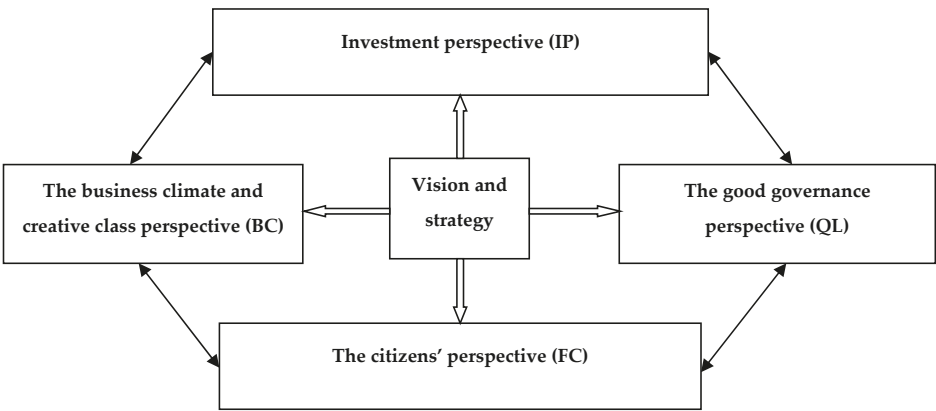 Investment perspective (IP)
The business climate and
creative class perspective (BC)
Vision and
strategy
The good governance
perspective (QL)
The citizens’ perspective (FC)